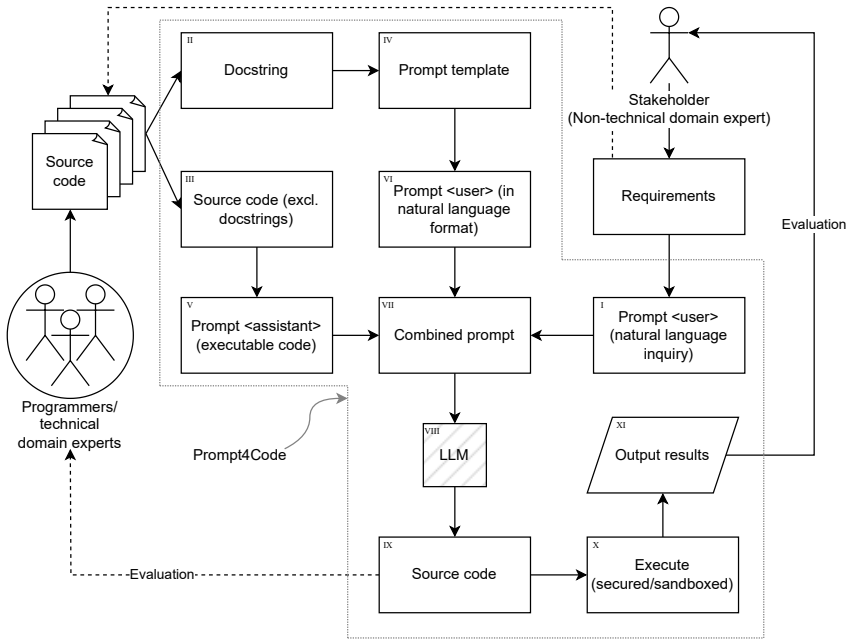 II
Docstring
IV
Prompt template
Stakeholder
(Non-technical domain expert)
Source
code
III
Source code (excl.
docstrings)
VI
Prompt <user> (in
natural language
format)
Requirements
Evaluation
V
Prompt <assistant>
(executable code)
VII
Combined prompt
I
Prompt <user>
(natural language
inquiry)
Programmers/
technical
domain experts
Prompt4Code
VIII
LLM
XI
Output results
Evaluation
IX
Source code
X
Execute
(secured/sandboxed)